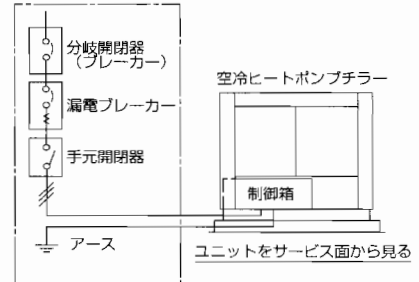 分岐開閉器
（ブレーカー）
漏電ブレーカー
手元開閉器
アース
空冷ヒートポンプチラー
制御箱
ユニットをサービス面から見る